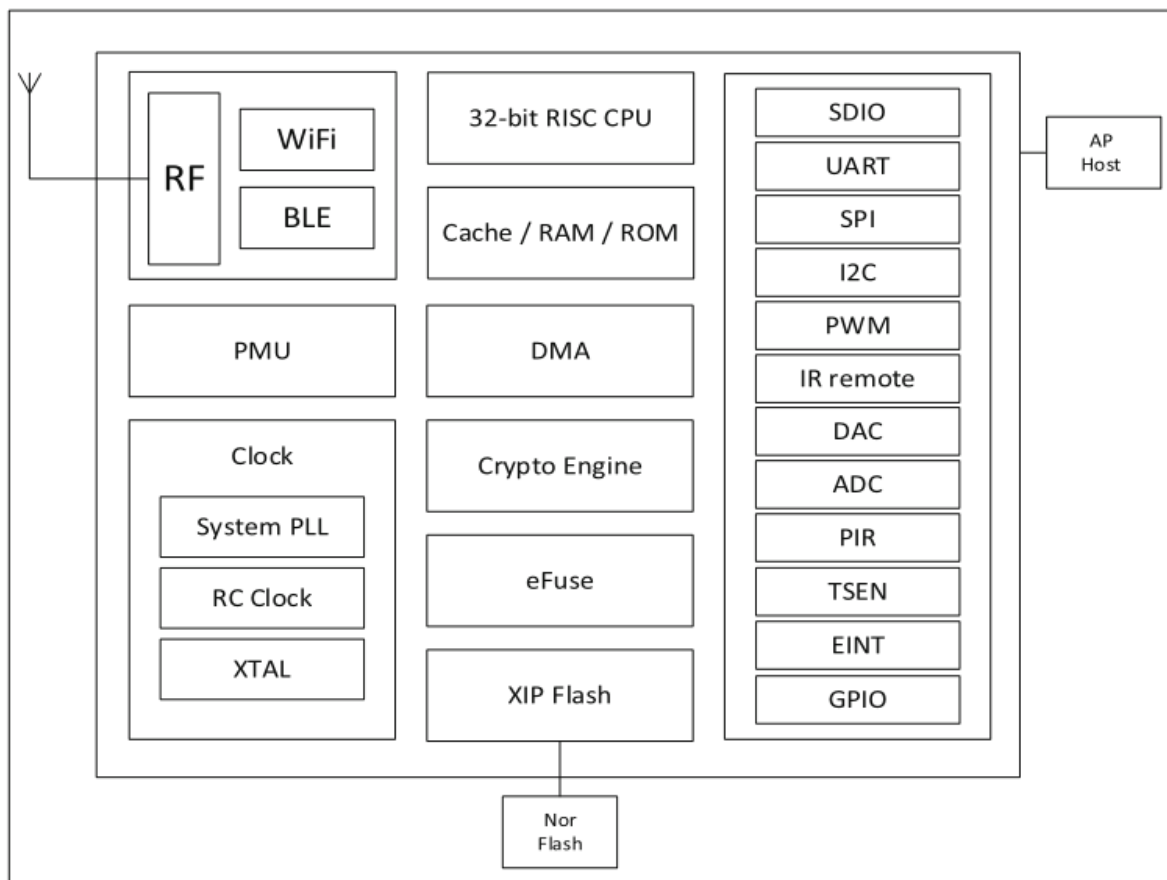 RF
WiFi
BLE
PMU
Clock
System PLL
RC Clock
XTAL
32-bit RISC CPU
Cache / RAM / ROM
DMA
Crypto Engine
eFuse
XIP Flash
SDIO
UART
SPI
I2C
PWM
IR remote
DAC
ADC
PIR
TSEN
EINT
GPIO
AP
Host
Nor
Flash